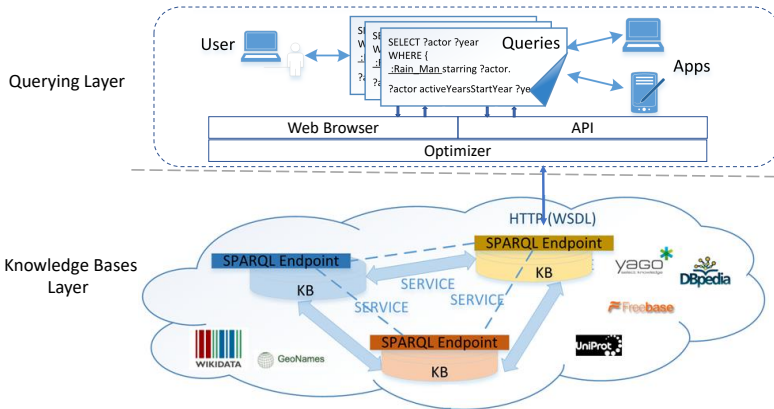 User
SELECT ?actor ?year
WHERE {
:Rain_Man starring ?actor.
?actor activeYearsStartYear ?ye
Queries
Apps
Querying Layer
Web Browser
API
Optimizer
HTTP (WSDL)
SPARQL Endpoint
KB
SPARQL Endpoint
KB
SERVICE
SERVICE
SERVICE
SPARQL Endpoint
KB
Knowledge Bases
Layer
yago
select knowledge
DBpedia
Freebase
WIKIDATA
GeoNames
UniProt